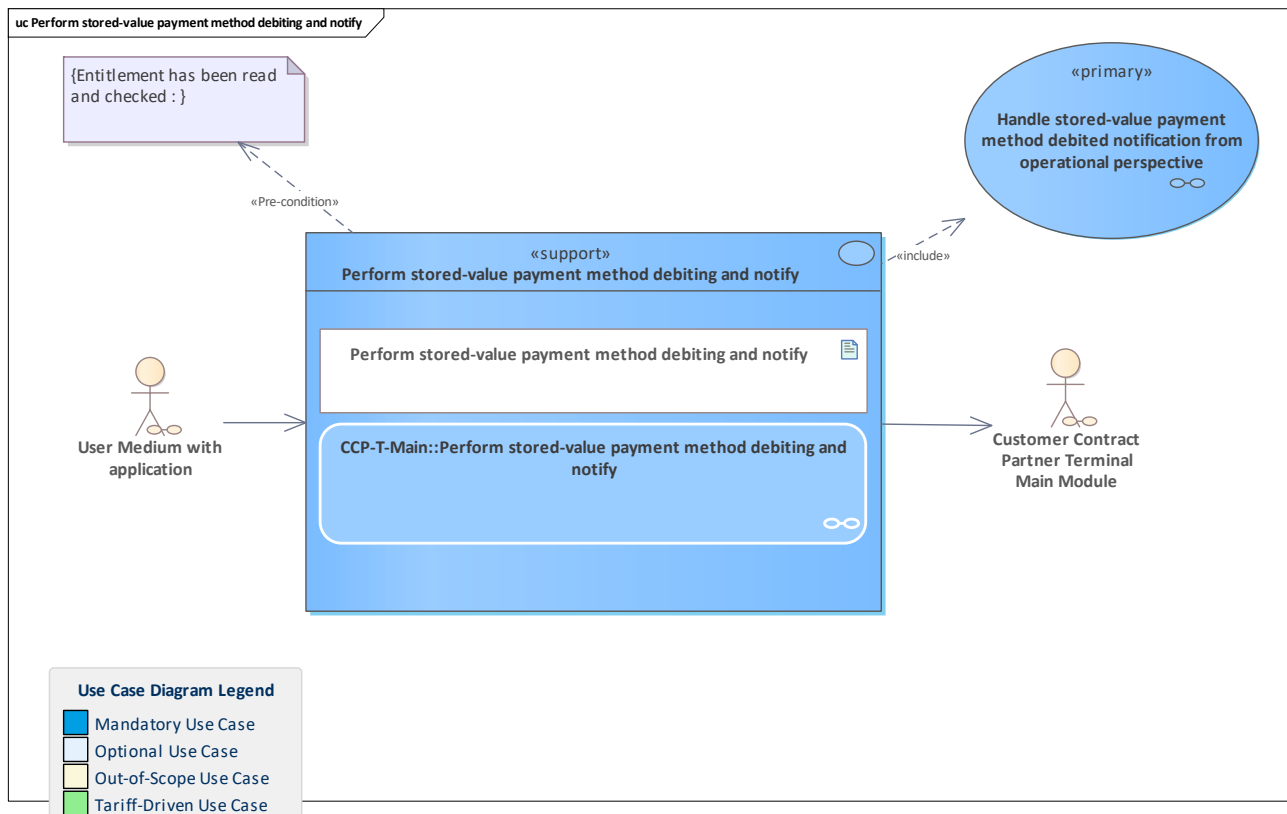 uc Perform stored-value payment method debiting and notify
{Entitlement has been read
and checked : }
«primary»
Handle stored-value payment
method debited notification from
operational perspective
«Pre-condition»
«include»
«support»
Perform stored-value payment method debiting and notify
Perform stored-value payment method debiting and notify
CCP-T-Main::Perform stored-value payment method debiting and
notify
User Medium with
application
Customer Contract
Partner Terminal
Main Module
Use Case Diagram Legend
Mandatory Use Case
Optional Use Case
Out-of-Scope Use Case
Tariff-Driven Use Case